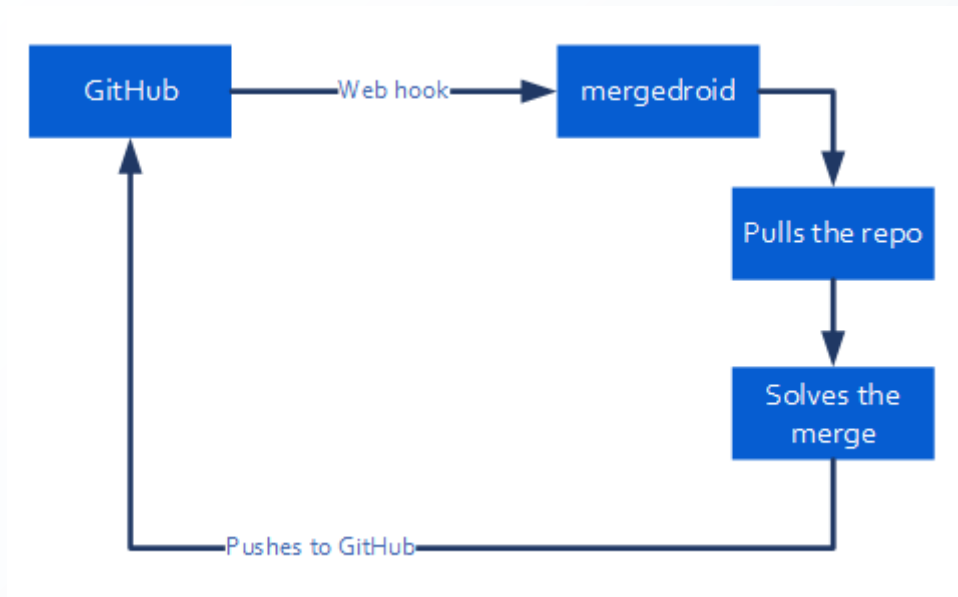 GitHub
Web hook
mergedroid
Pulls the repo
Solves the
merge
Pushes to GitHub